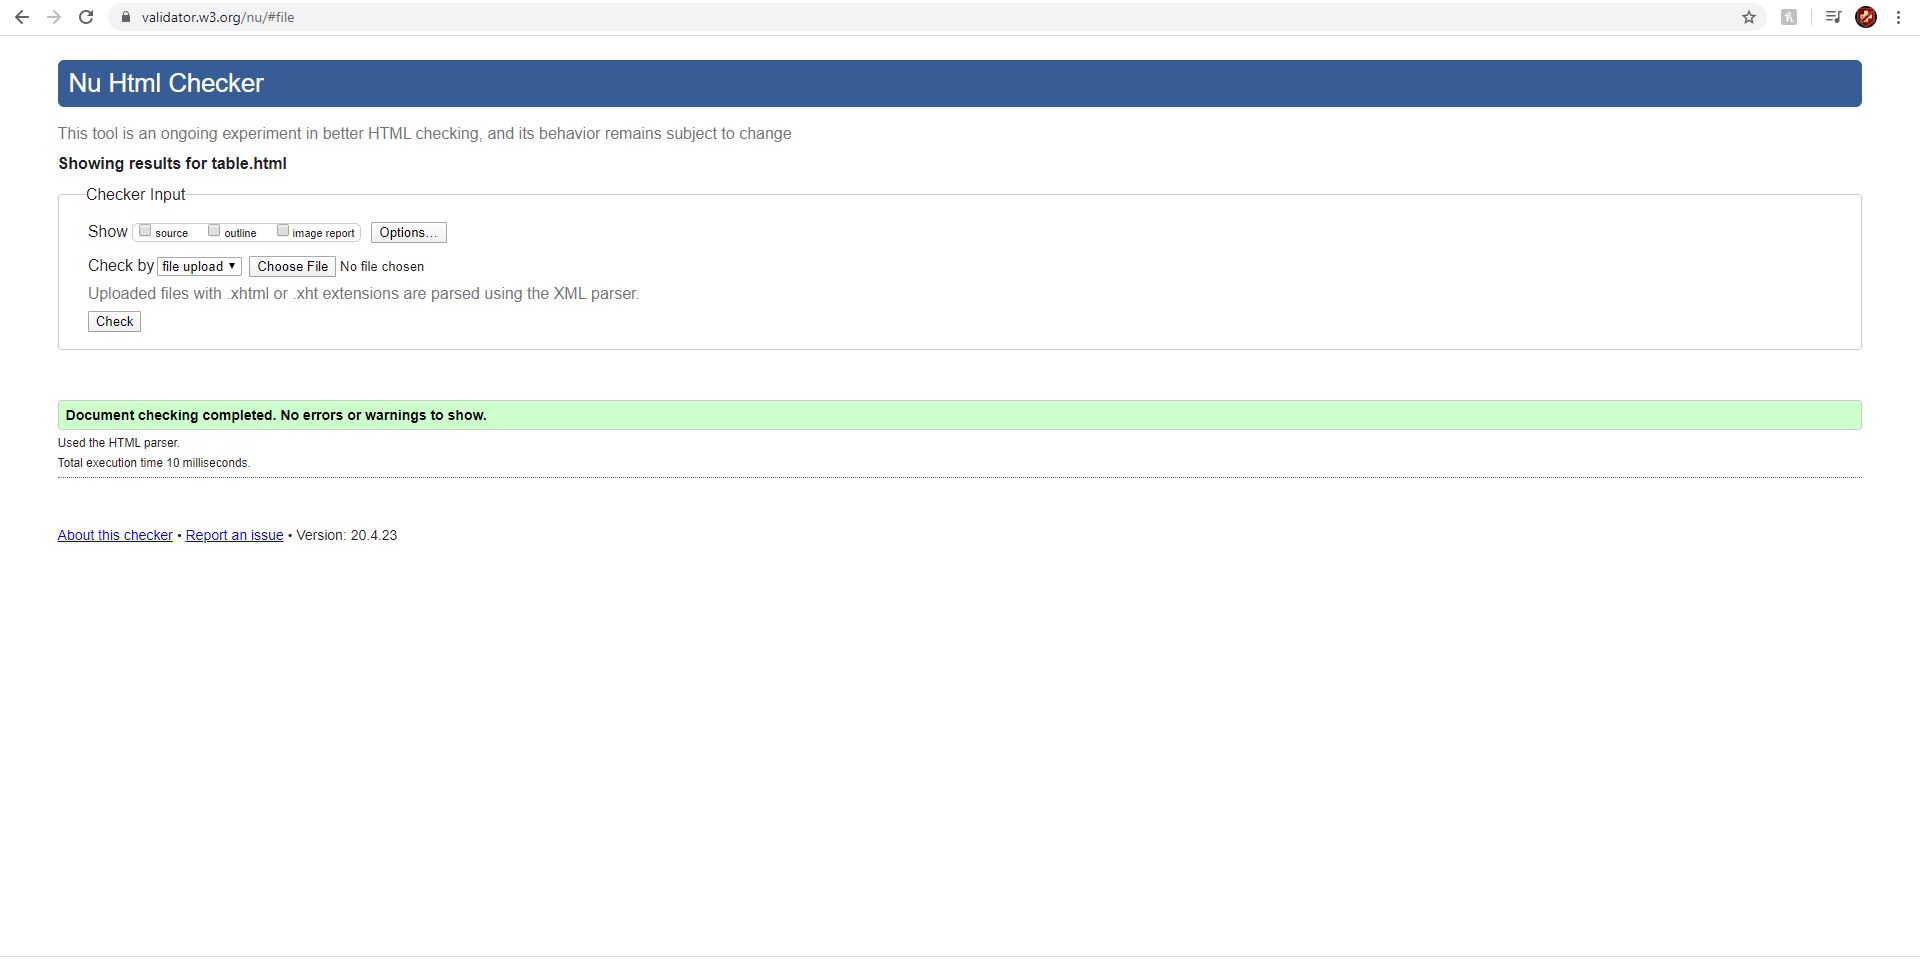 validator.w3.org/nu/#file
Nu Html Checker
This tool is an ongoing experiment in better HTML checking, and its behavior remains subject to change
Showing results for table.html
Checker Input
Show source outline image report Options...
Check by file upload Choose File No file chosen
Uploaded files with .xhtml or .xht extensions are parsed using the XML parser.
Check
Document checking completed. No errors or warnings to show.
Used the HTML parser.
Total execution time 10 milliseconds.
About this checker • Report an issue • Version: 20.4.23